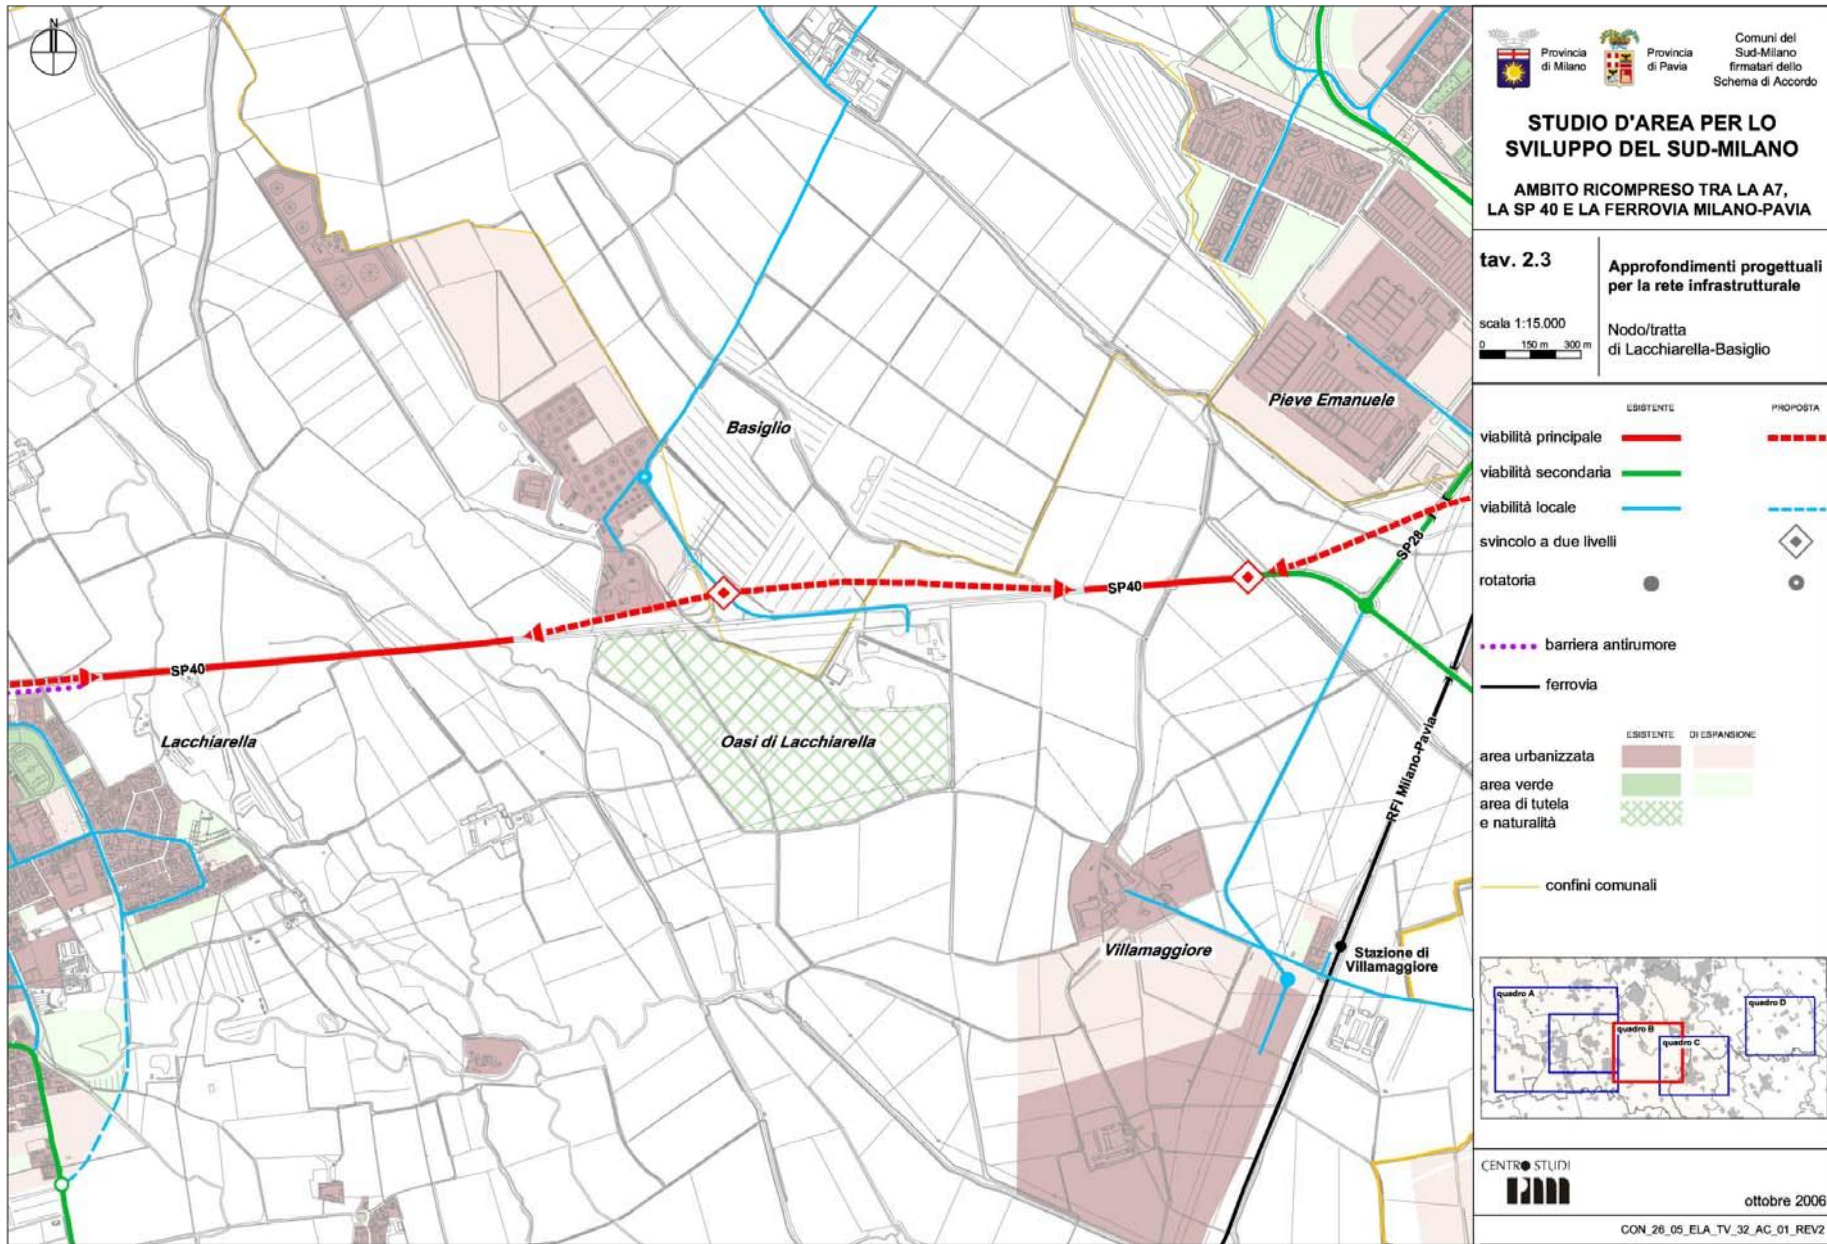 N
Basiglio
Pieve Emanuele
SP28
SP40
SP40
Lacchiarella
Oasi di Lacchiarella
RFI Milano-Pavia
Villamaggiore
Stazione di
Villamaggiore
Provincia
di Milano
Provincia
di Pavia
Comuni del
Sud-Milano
firmatari dello
Schema di Accordo
STUDIO D'AREA PER LO
SVILUPPO DEL SUD-MILANO
AMBITO RICOMPRESO TRA LA A7,
LA SP 40 E LA FERROVIA MILANO-PAVIA
tav. 2.3
Approfondimenti progettuali
per la rete infrastrutturale
scala 1:15.000
0 150 m 300 m
Nodo/tratta
di Lacchiarella-Basiglio
ESISTENTE PROPOSTA
viabilità principale
viabilità secondaria
viabilità locale
svincolo a due livelli
rotatoria
barriera antirumore
ferrovia
ESISTENTE DI ESPANSIONE
area urbanizzata
area verde
area di tutela
e naturalità
confini comunali
quadro A
quadro D
quadro B
quadro C
CENTRO STUDI
PIM
ottobre 2006
CON_26_05_ELA_TV_32_AC_01_REV2